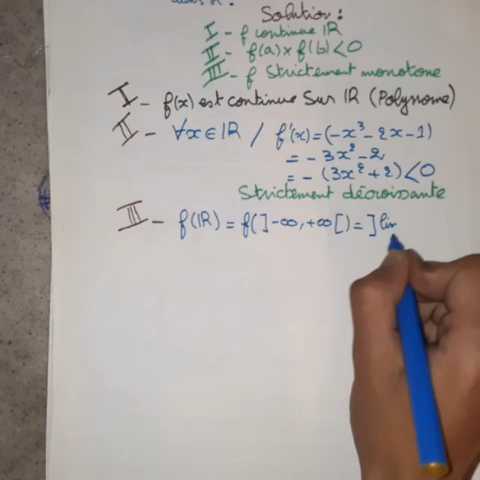 Solution :
I - f continue IR
II - f(a) x f(b) < 0
III - f Strictement monotone
I - f(x) est continue Sur IR (Polynome)
II - ∀x ∈ IR / f'(x) = (-x³ - 2x - 1)
= - 3x² - 2
= - (3x² + 2) < 0
Strictement décroissante
III - f(IR) = f(]-∞, +∞[) = ] lim